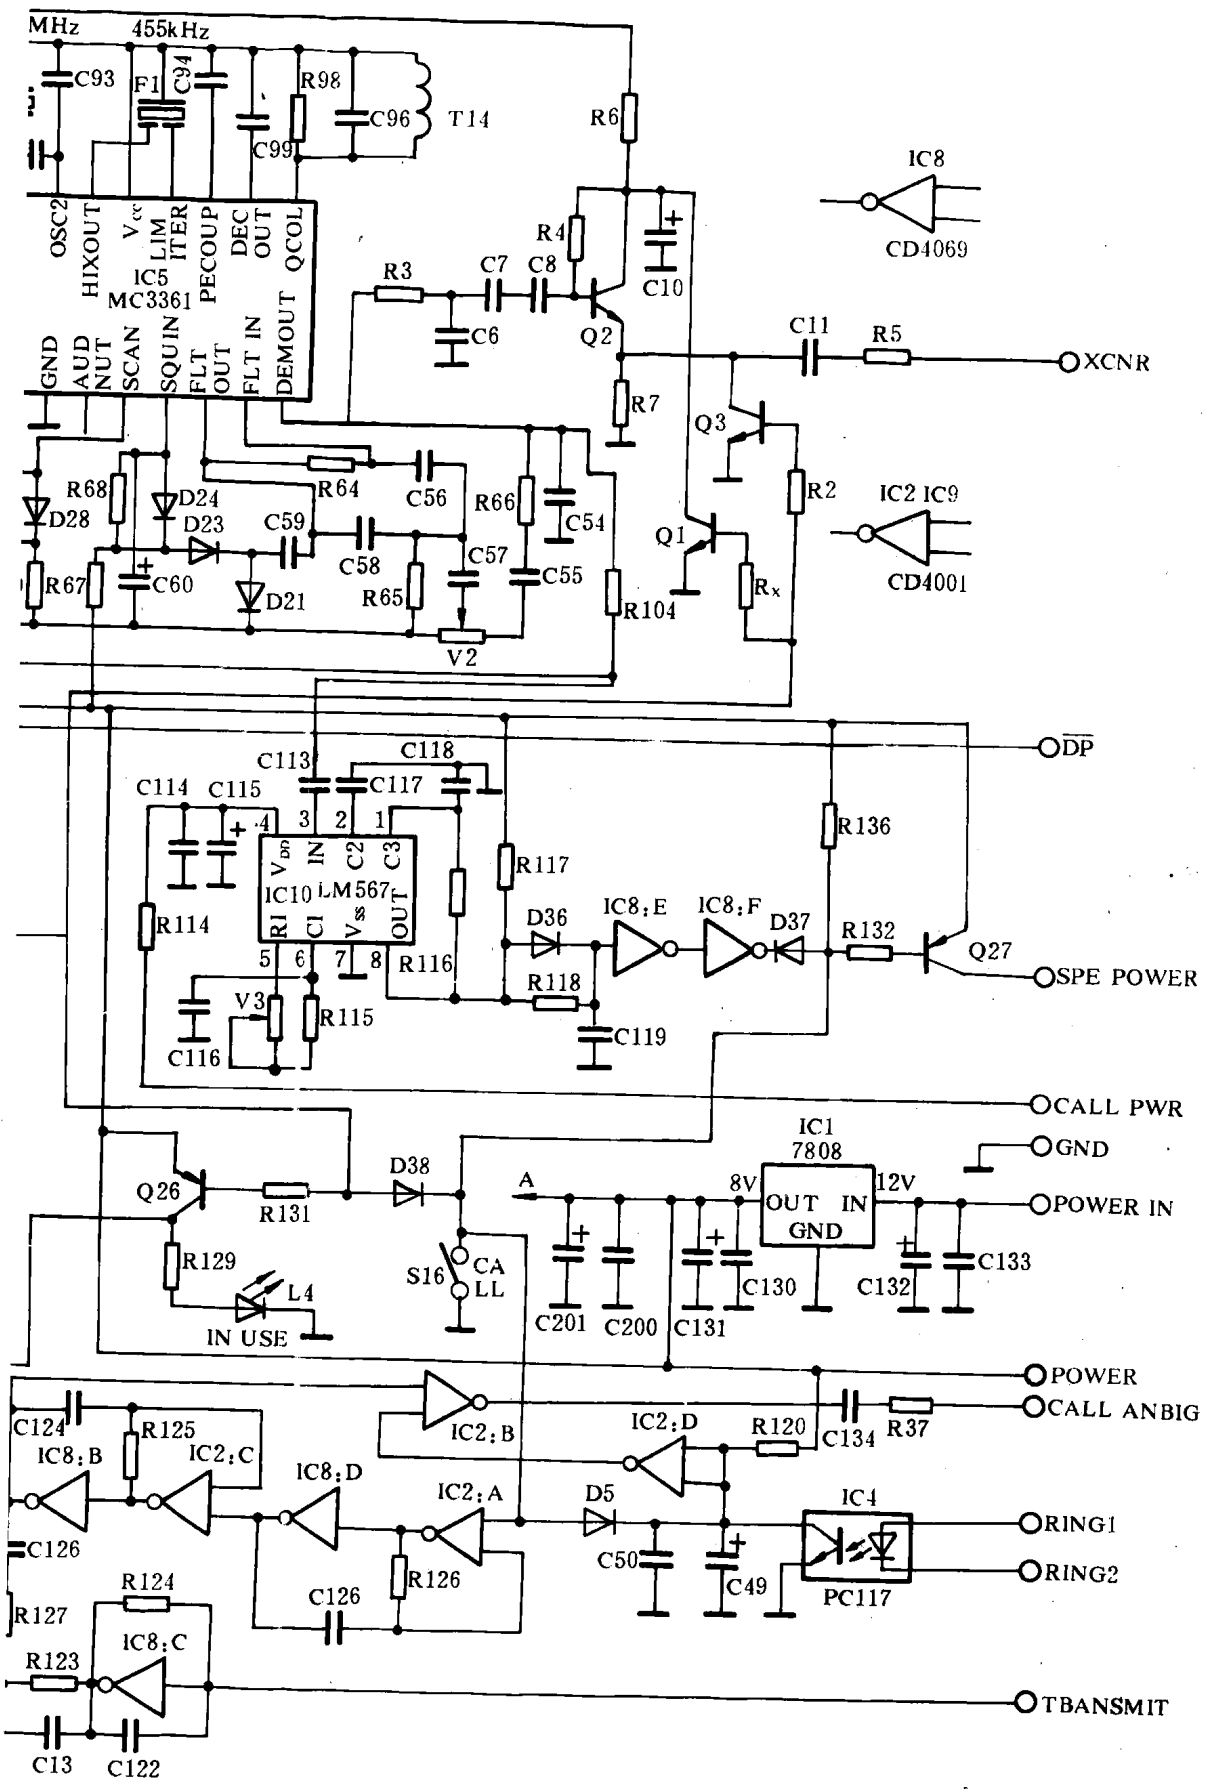 MHz 455kHz
C93
F1
C94
R98
C99
C96
T14
R6
IC8
CD4069
OSC2
HIXOUT
Vcc
LIM
ITER
PECOUP
DEC
OUT
QCOL
IC5
MC3361
GND
AUD
NUT
SCAN
SQUIN
FLT
OUT
FLT IN
DEMOUT
R3
C7
C8
R4
C10
C6
Q2
C11
R5
XCNR
R7
Q3
R2
IC2 IC9
CD4001
R68
D24
D23
D28
R64
C56
R66
C54
C59
C58
C57
C55
R67
C60
D21
R65
V2
R104
Q1
Rx
DP
C113
C118
C117
C114
C115
4
3
2
1
VDD
IN
C2
C3
IC10 LM567
RI
CI
VSS
OUT
5
6
7
8
R114
R116
R117
R136
D36
IC8:E
IC8:F
D37
R132
Q27
SPE POWER
R118
C119
V3
R115
C116
CALL PWR
GND
IC1
7808
8V
12V
OUT
IN
GND
POWER IN
Q26
R131
D38
A
R129
L4
IN USE
S16
CA
LL
C201
C200
C131
C130
C132
C133
POWER
CALL ANBIG
C124
R125
IC2:B
IC2:D
R120
C134
R37
IC8:B
IC2:C
IC8:D
IC2:A
D5
IC4
RING1
C126
R126
C50
C49
PC117
RING2
R124
C126
R127
IC8:C
R123
TBANSMIT
C13
C122